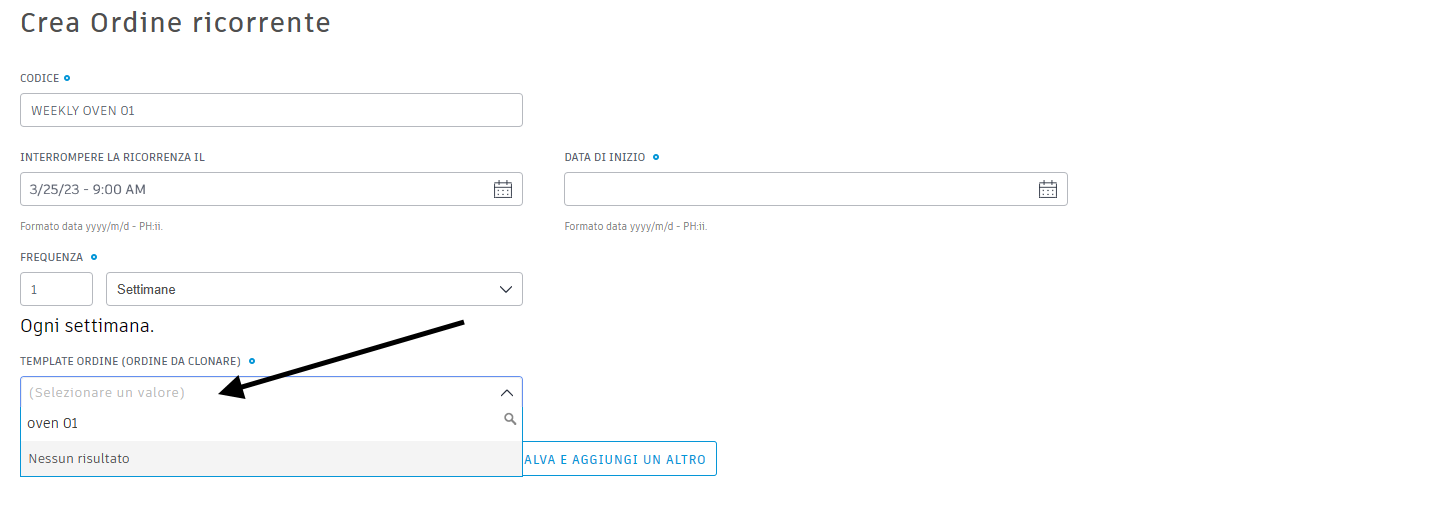 Crea Ordine ricorrente
CODICE
WEEKLY OVEN 01
INTERROMPERE LA RICORRENZA IL
DATA DI INIZIO
3/25/23 - 9:00 AM
Formato data yyyy/m/d - PH:ii.
Formato data yyyy/m/d - PH:ii.
FREQUENZA
1
Settimane
Ogni settimana.
TEMPLATE ORDINE (ORDINE DA CLONARE)
(Selezionare un valore)
oven 01
Nessun risultato
ALVA E AGGIUNGI UN ALTRO